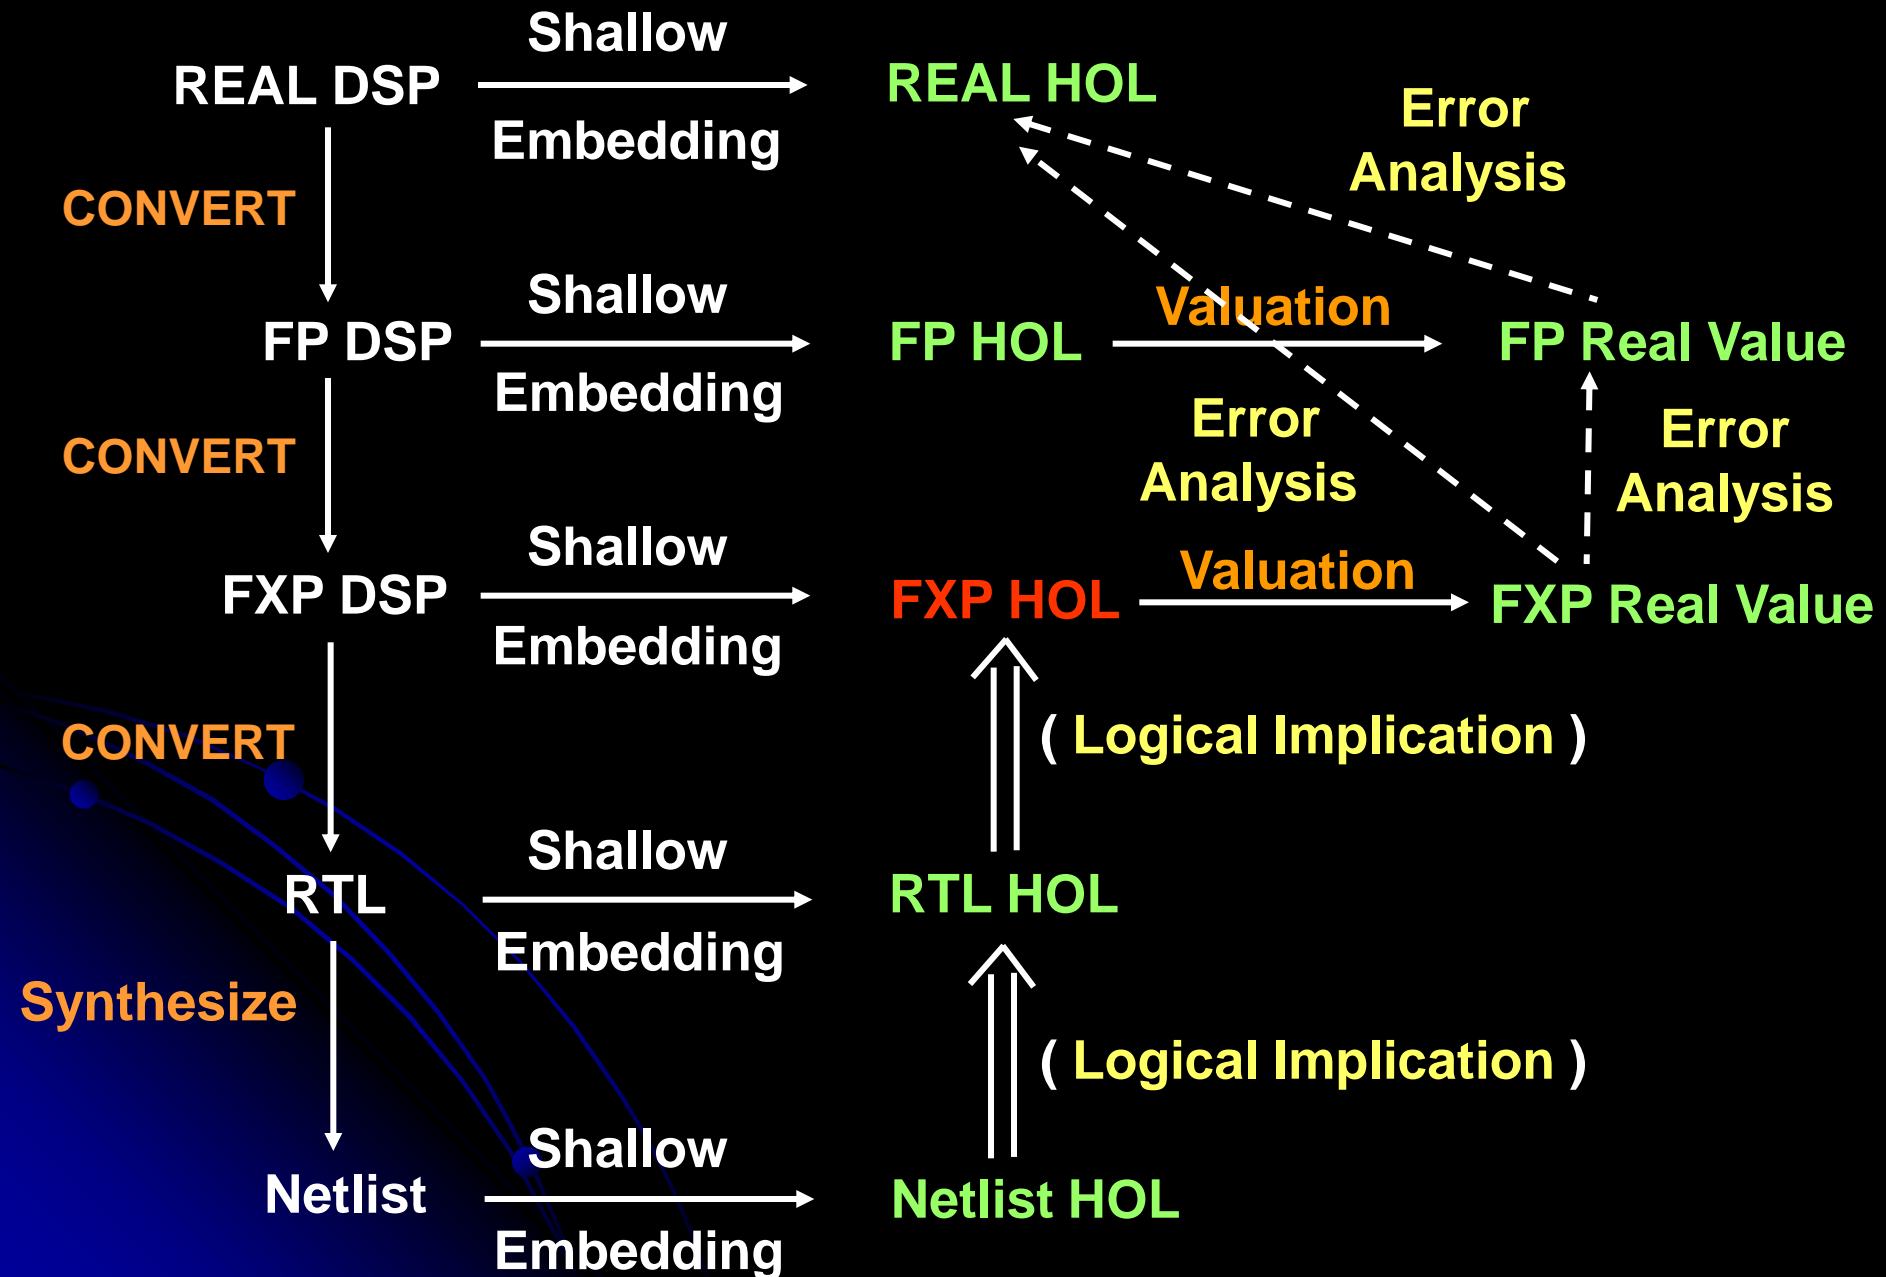 Shallow
REAL DSP
REAL HOL
Embedding
Error
Analysis
CONVERT
Shallow
Valuation
FP DSP
FP HOL
FP Real Value
Embedding
Error
Analysis
Error
Analysis
CONVERT
Shallow
Valuation
FXP DSP
FXP HOL
FXP Real Value
Embedding
CONVERT
( Logical Implication )
Shallow
RTL
RTL HOL
Embedding
Synthesize
( Logical Implication )
Shallow
Netlist
Netlist HOL
Embedding